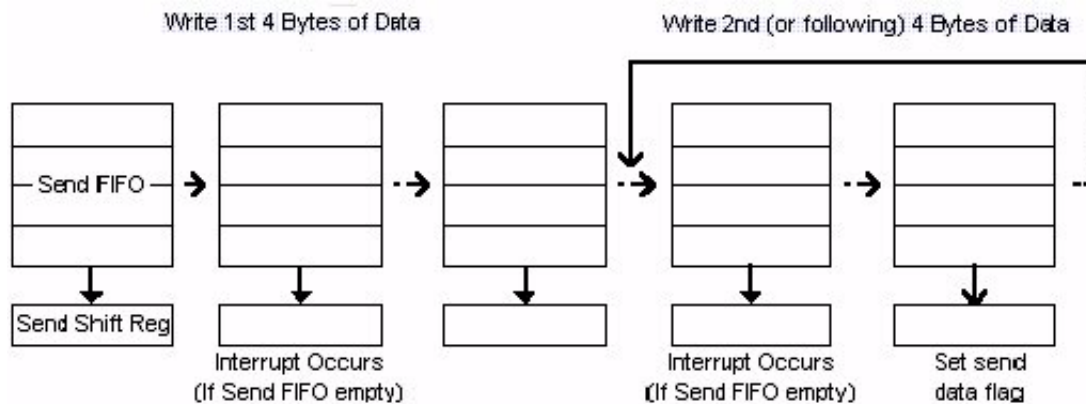 Write 1st 4 Bytes of Data
Write 2nd (or following) 4 Bytes of Data
Send FIFO
Send Shift Reg
Interrupt Occurs
(If Send FIFO empty)
Interrupt Occurs
(If Send FIFO empty)
Set send
data flag